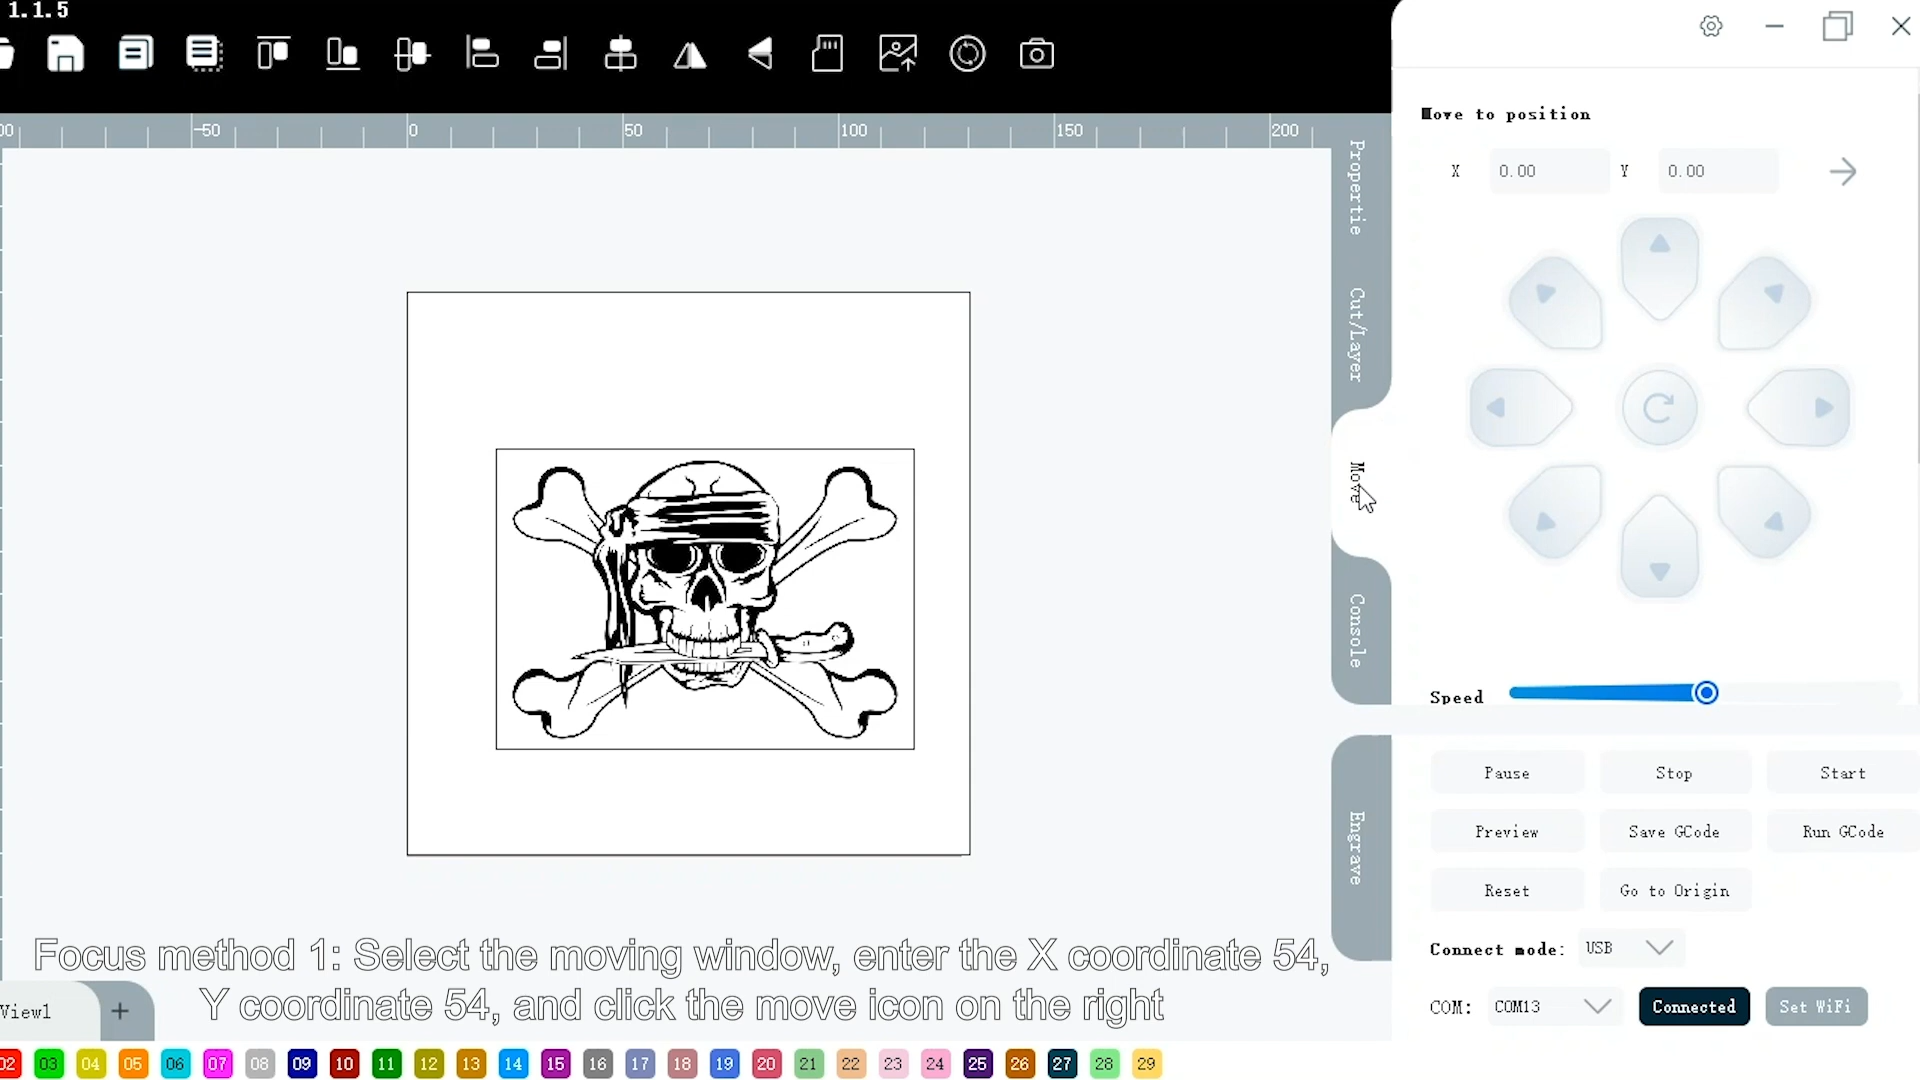 1.1.5
-50 0 50 100 150 200
Propertie
Cut/Layer
Move
Console
Engrave
Move to position
X 0.00 Y 0.00
Speed
Pause Stop Start
Preview Save GCode Run GCode
Reset Go to Origin
Connect mode: USB
COM: COM13 Connected Set WiFi
Focus method 1: Select the moving window, enter the X coordinate 54,
Y coordinate 54, and click the move icon on the right
View1 +
02 03 04 05 06 07 08 09 10 11 12 13 14 15 16 17 18 19 20 21 22 23 24 25 26 27 28 29